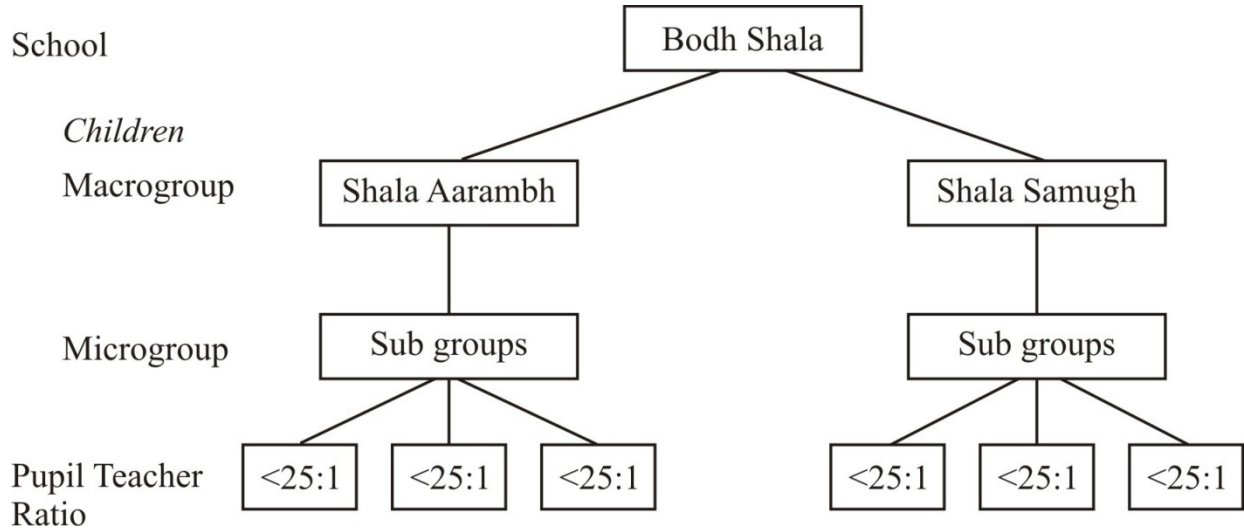 School
Bodh Shala
Children
Macrogroup
Shala Aarambh
Shala Samugh
Microgroup
Sub groups
Sub groups
Pupil Teacher
Ratio
<25:1
<25:1
<25:1
<25:1
<25:1
<25:1